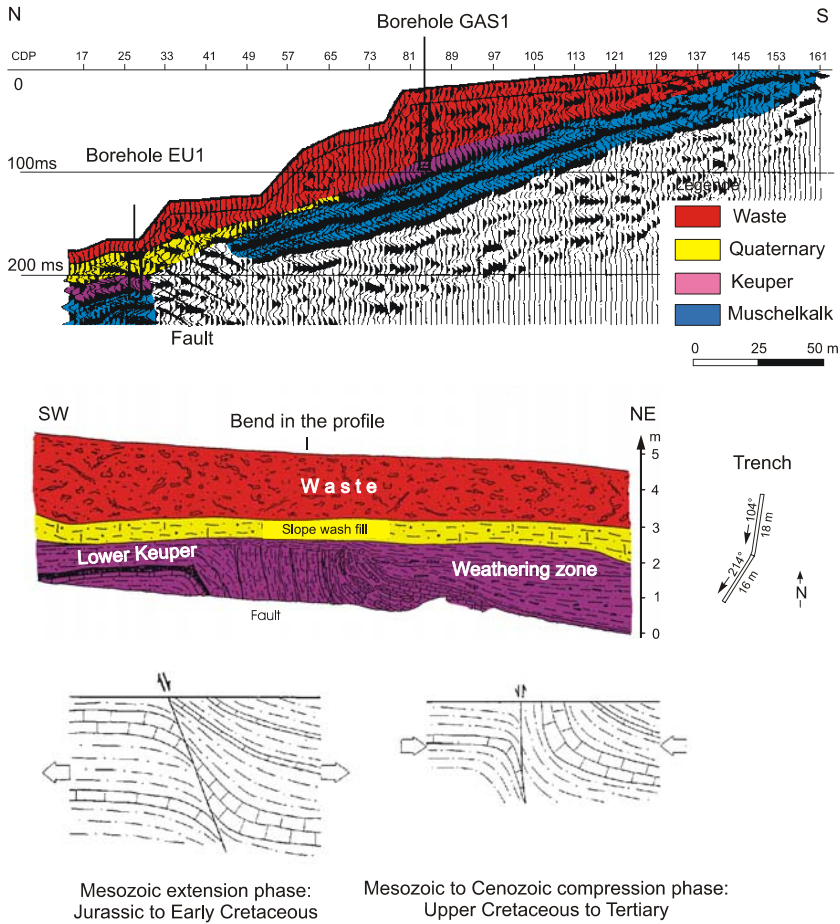 N
S
Borehole GAS1
CDP 17 25 33 41 49 57 65 73 81 89 97 105 113 121 129 137 145 153 161
0
Borehole EU1
100ms
200 ms
Fault
Legende
Waste
Quaternary
Keuper
Muschelkalk
0 25 50 m
SW
NE
Bend in the profile
m
5
4
3
2
1
0
Waste
Slope wash fill
Lower Keuper
Weathering zone
Fault
Trench
104°
18 m
214°
16 m
N
Mesozoic extension phase:
Jurassic to Early Cretaceous
Mesozoic to Cenozoic compression phase:
Upper Cretaceous to Tertiary